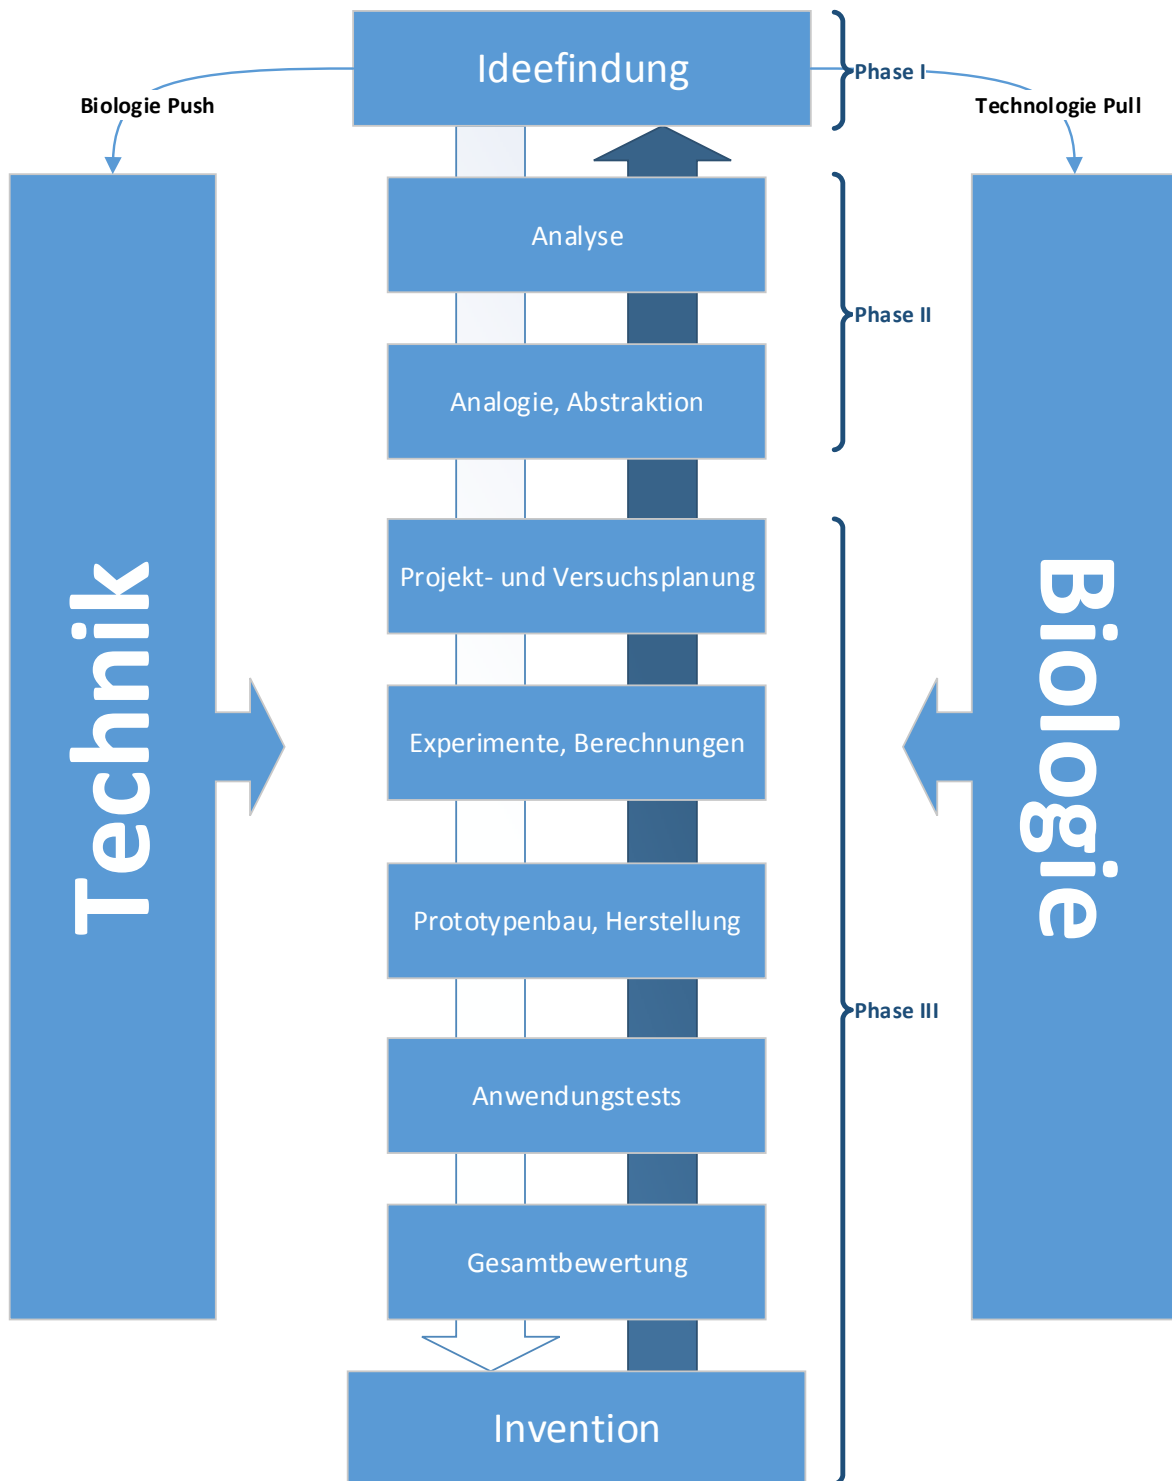 Ideefindung
Phase I
Biologie Push
Technologie Pull
Analyse
Phase II
Analogie, Abstraktion
Projekt- und Versuchsplanung
Technik
Biologie
Experimente, Berechnungen
Prototypenbau, Herstellung
Phase III
Anwendungstests
Gesamtbewertung
Invention